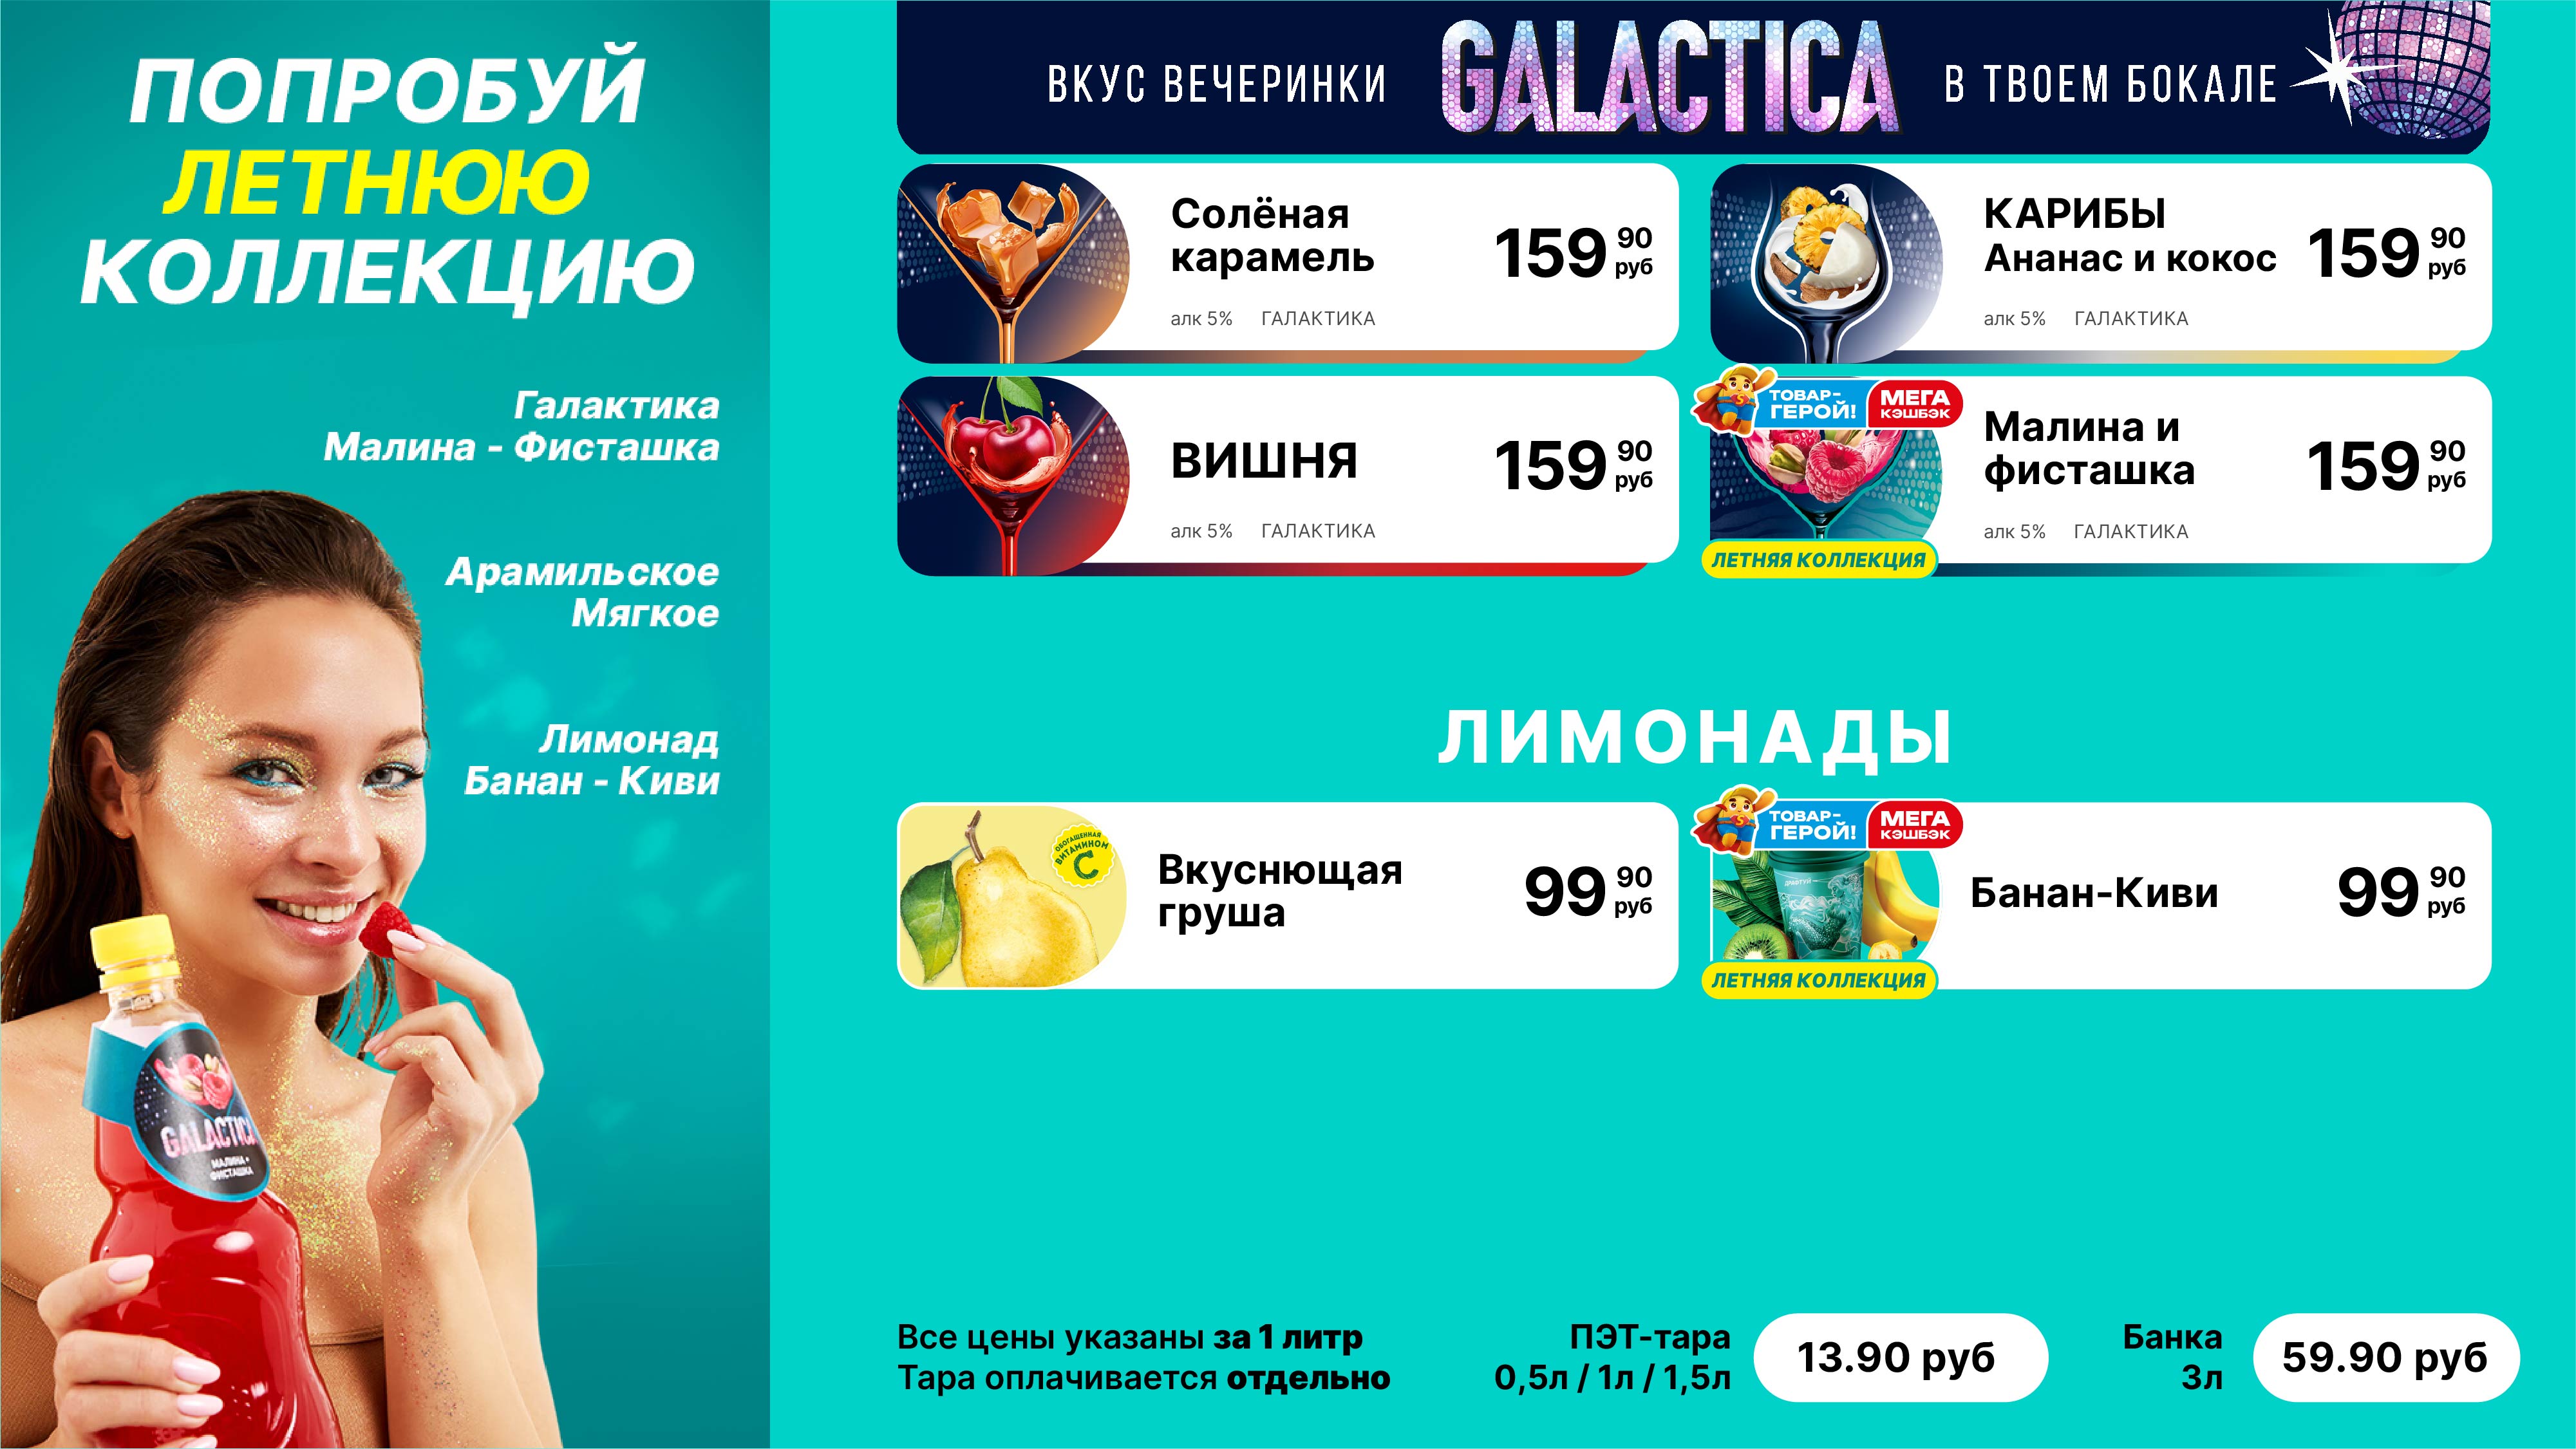 ПОПРОБУЙ
ЛЕТНЮЮ
КОЛЛЕКЦИЮ
Галактика
Малина - Фисташка
Арамильское
Мягкое
Лимонад
Банан - Киви
GALACTICA
МАЛИНА •
ФИСТАШКА
ВКУС ВЕЧЕРИНКИ GALACTICA В ТВОЕМ БОКАЛЕ
Солёная
карамель
159 90 руб
алк 5% ГАЛАКТИКА
КАРИБЫ
Ананас и кокос
159 90 руб
алк 5% ГАЛАКТИКА
ВИШНЯ
159 90 руб
алк 5% ГАЛАКТИКА
ТОВАР-
ГЕРОЙ!
МЕГА
КЭШБЭК
Малина и
фисташка
159 90 руб
алк 5% ГАЛАКТИКА
ЛЕТНЯЯ КОЛЛЕКЦИЯ
ЛИМОНАДЫ
ОБОГАЩЕННАЯ
ВИТАМИНОМ
C
Вкуснющая
груша
99 90 руб
ТОВАР-
ГЕРОЙ!
МЕГА
КЭШБЭК
Банан-Киви
99 90 руб
ЛЕТНЯЯ КОЛЛЕКЦИЯ
Все цены указаны за 1 литр
Тара оплачивается отдельно
ПЭТ-тара
0,5л / 1л / 1,5л
13.90 руб
Банка
3л
59.90 руб